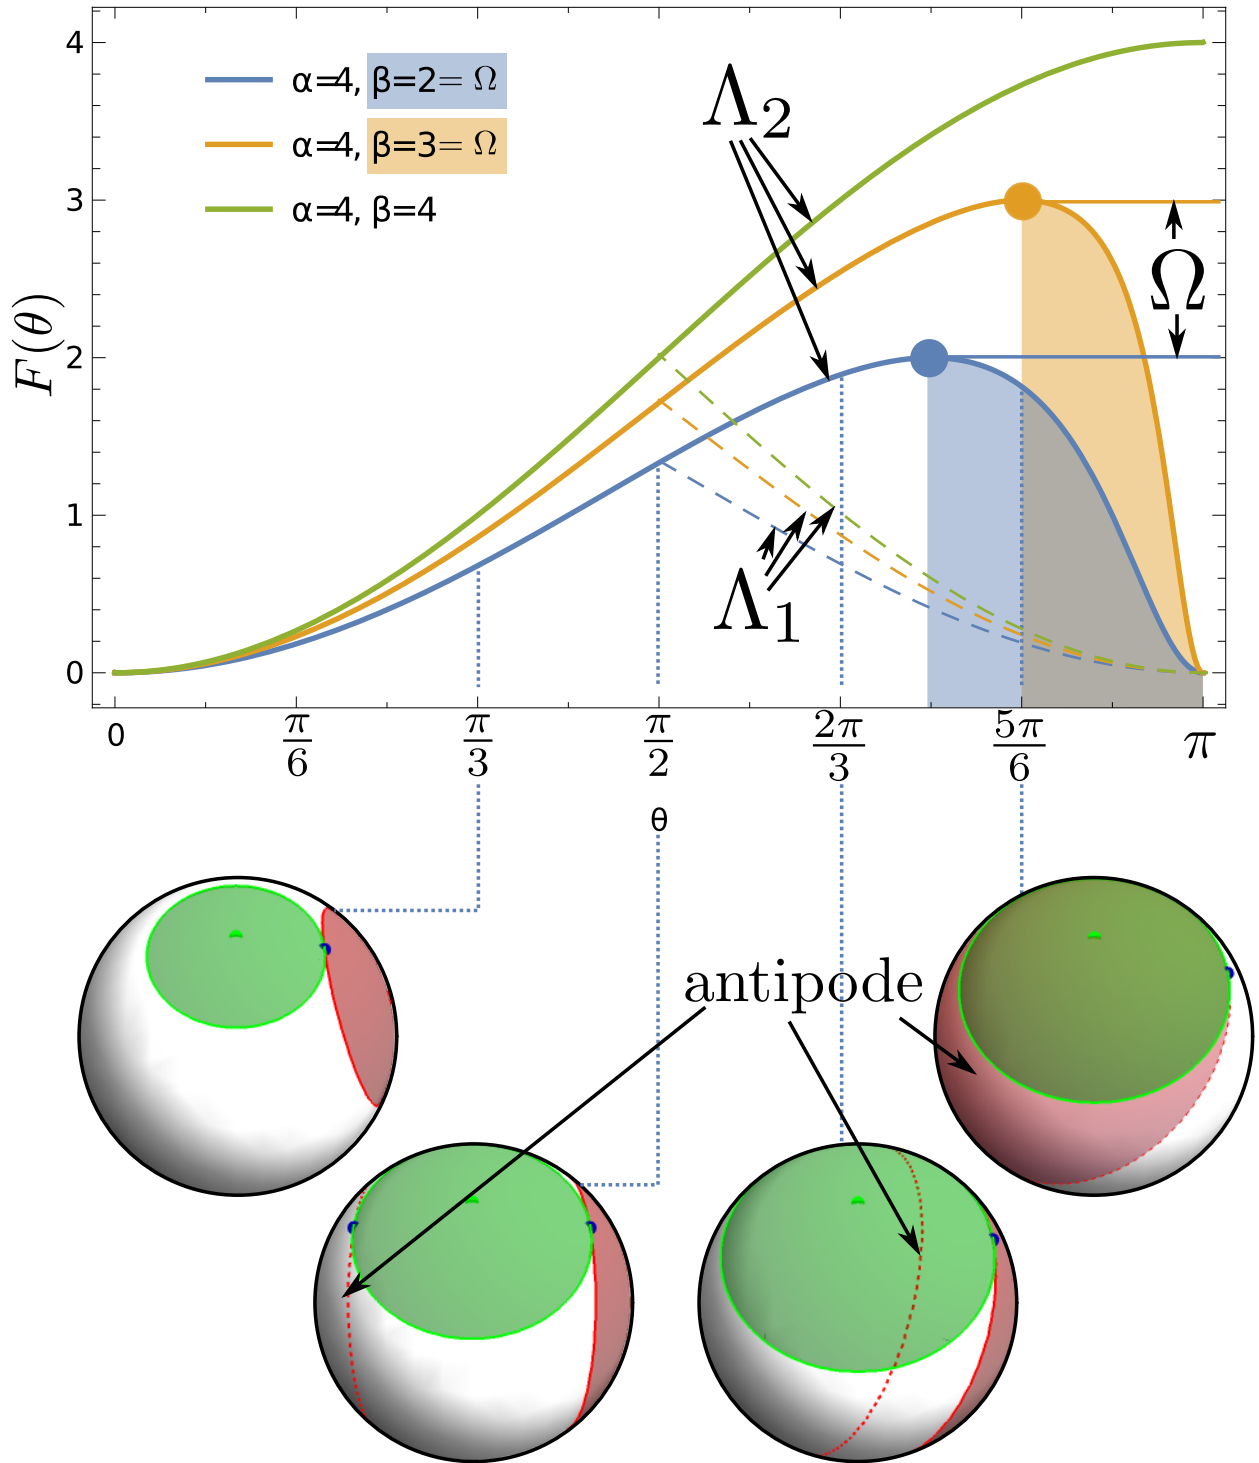 4
3
2
1
0
F(θ)
α=4, β=2= Ω
α=4, β=3= Ω
α=4, β=4
Λ2
Ω
Λ1
0
π/6
π/3
π/2
2π/3
5π/6
π
θ
antipode